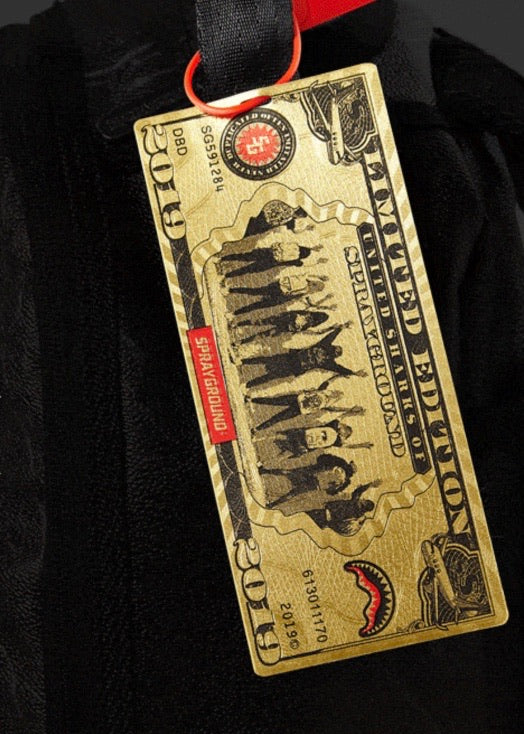 LIMITED EDITION
UNITED SHARKS OF
SPRAYGROUND
DBD
SG591284
2019
SPRAYGROUND
2019
613011170
2019©